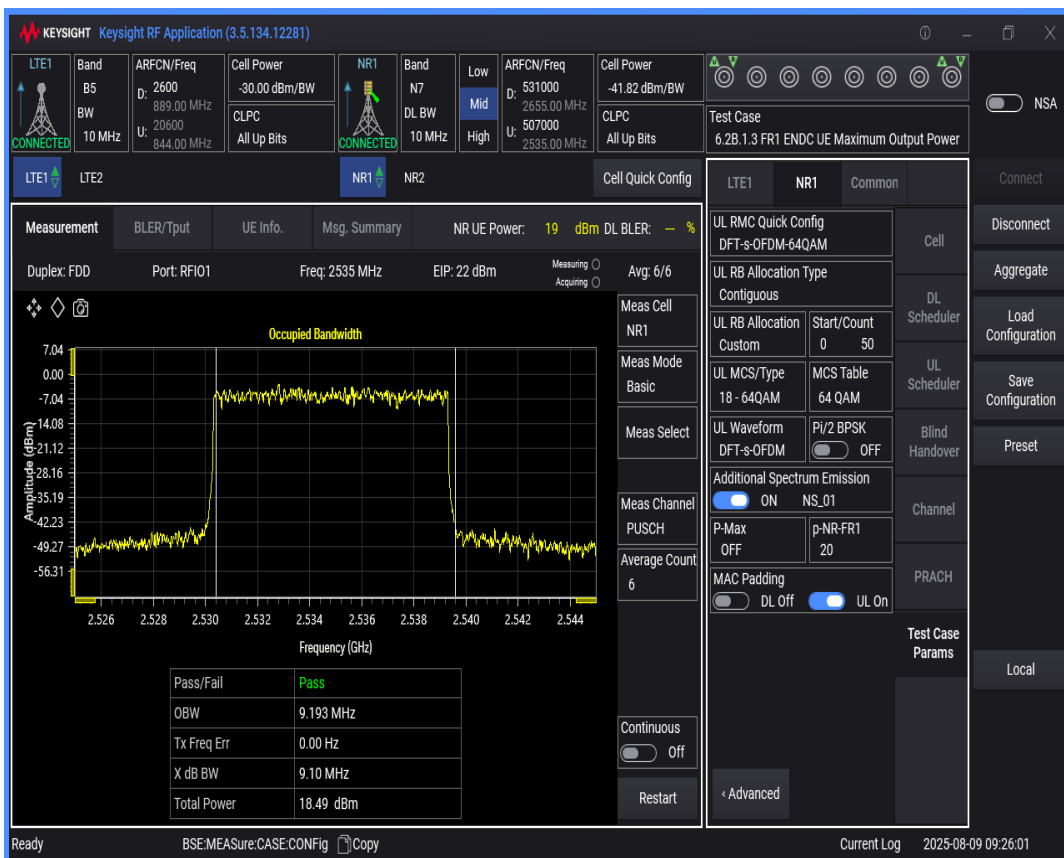 KEYSIGHT Keysight RF Application (3.5.134.12281)
LTE1
CONNECTED
Band
B5
BW
10 MHz
ARFCN/Freq
D: 2600
889.00 MHz
U: 20600
844.00 MHz
Cell Power
-30.00 dBm/BW
CLPC
All Up Bits
NR1
CONNECTED
Band
N7
DL BW
10 MHz
Low
Mid
High
ARFCN/Freq
D: 531000
2655.00 MHz
U: 507000
2535.00 MHz
Cell Power
-41.82 dBm/BW
CLPC
All Up Bits
Test Case
6.2B.1.3 FR1 ENDC UE Maximum Output Power
NSA
LTE1 LTE2
NR1 NR2
Cell Quick Config
Measurement BLER/Tput UE Info. Msg. Summary NR UE Power: 19 dBm DL BLER: — %
Duplex: FDD Port: RFIO1 Freq: 2535 MHz EIP: 22 dBm Measuring Avg: 6/6
Acquiring
Occupied Bandwidth
Amplitude (dBm)
7.04
0.00
-7.04
-14.08
-21.12
-28.16
-35.19
-42.23
-49.27
-56.31
2.526 2.528 2.530 2.532 2.534 2.536 2.538 2.540 2.542 2.544
Frequency (GHz)
Pass/Fail Pass
OBW 9.193 MHz
Tx Freq Err 0.00 Hz
X dB BW 9.10 MHz
Total Power 18.49 dBm
Meas Cell
NR1
Meas Mode
Basic
Meas Select
Meas Channel
PUSCH
Average Count
6
Continuous
Off
Restart
LTE1 NR1 Common
UL RMC Quick Config
DFT-s-OFDM-64QAM
UL RB Allocation Type
Contiguous
UL RB Allocation Start/Count
Custom 0 50
UL MCS/Type MCS Table
18 - 64QAM 64 QAM
UL Waveform Pi/2 BPSK
DFT-s-OFDM OFF
Additional Spectrum Emission
ON NS_01
P-Max p-NR-FR1
OFF 20
MAC Padding
DL Off UL On
‹ Advanced
Cell
DL
Scheduler
UL
Scheduler
Blind
Handover
Channel
PRACH
Test Case
Params
Connect
Disconnect
Aggregate
Load
Configuration
Save
Configuration
Preset
Local
Ready BSE:MEASure:CASE:CONFig Copy Current Log 2025-08-09 09:26:01